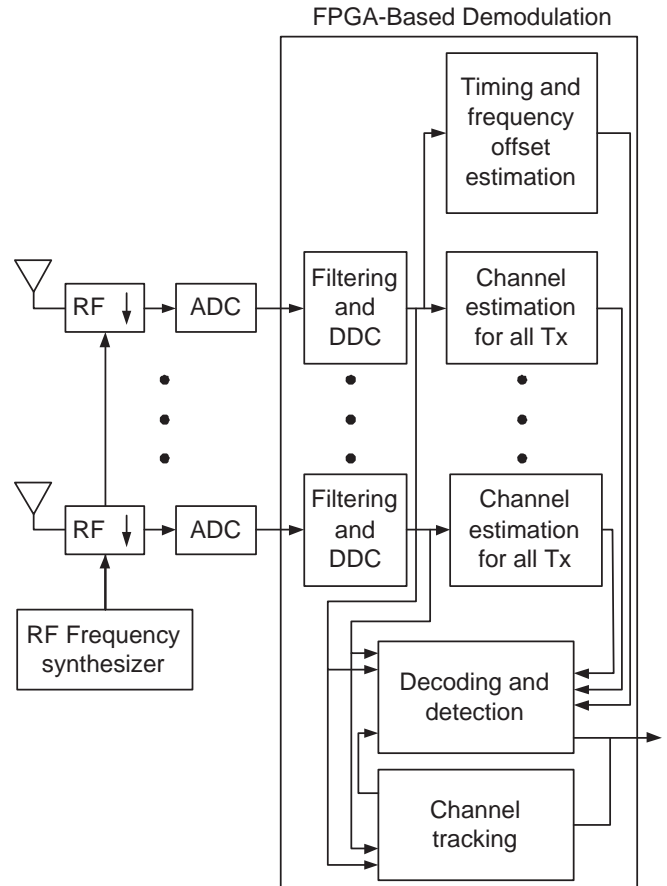 FPGA-Based Demodulation
Timing and
frequency
offset
estimation
RF
ADC
Filtering
and
DDC
Channel
estimation
for all Tx
RF
ADC
Filtering
and
DDC
Channel
estimation
for all Tx
RF Frequency
synthesizer
Decoding and
detection
Channel
tracking